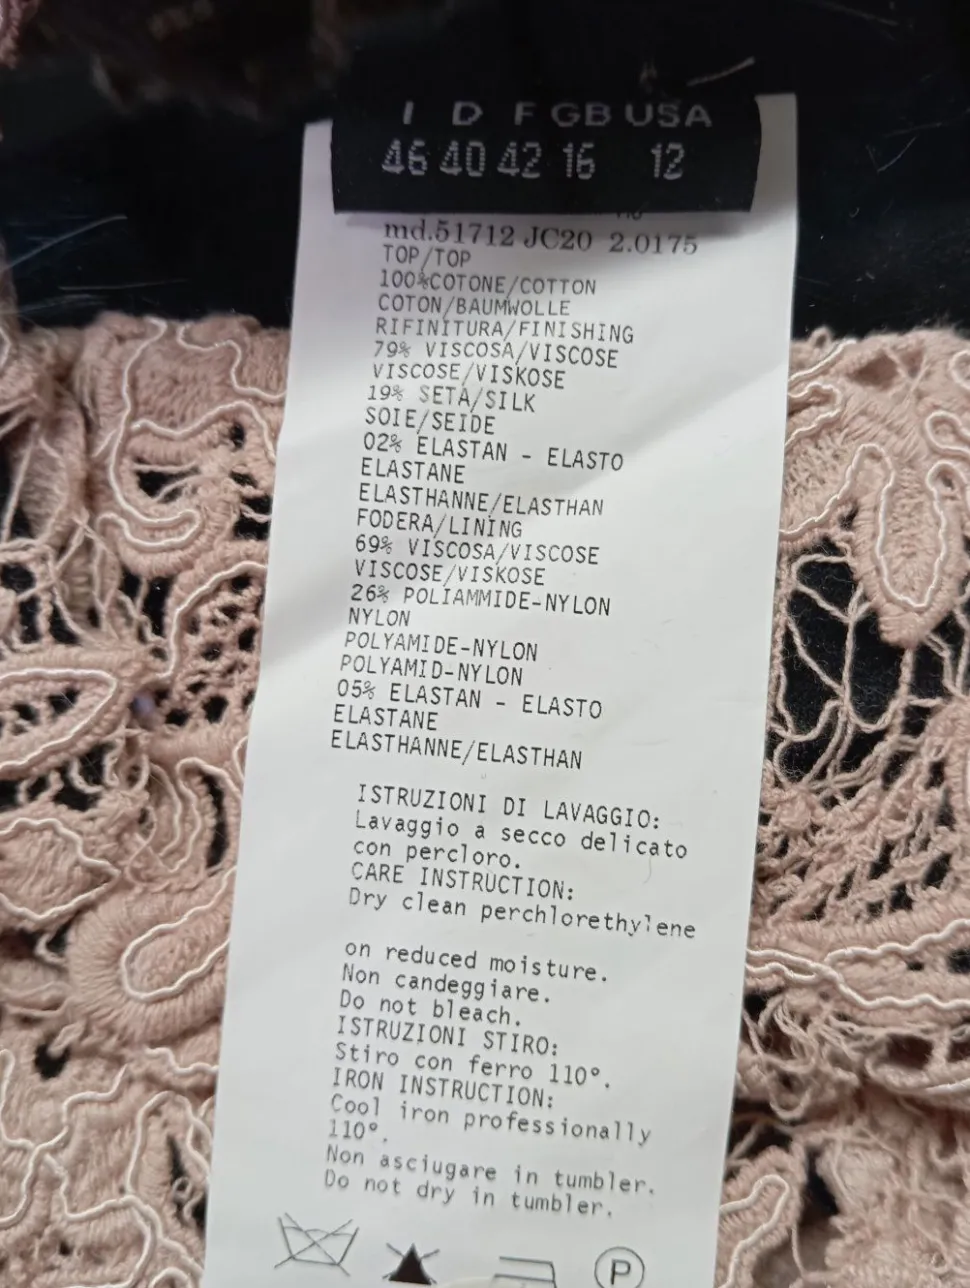 I D F GB USA
46 40 42 16 12
md.51712 JC20 2.0175
TOP/TOP
100%COTONE/COTTON
COTON/BAUMWOLLE
RIFINITURA/FINISHING
79% VISCOSA/VISCOSE
VISCOSE/VISKOSE
19% SETA/SILK
SOIE/SEIDE
02% ELASTAN - ELASTO
ELASTANE
ELASTHANNE/ELASTHAN
FODERA/LINING
69% VISCOSA/VISCOSE
VISCOSE/VISKOSE
26% POLIAMMIDE-NYLON
NYLON
POLYAMIDE-NYLON
POLYAMID-NYLON
05% ELASTAN - ELASTO
ELASTANE
ELASTHANNE/ELASTHAN
ISTRUZIONI DI LAVAGGIO:
Lavaggio a secco delicato
con percloro.
CARE INSTRUCTION:
Dry clean perchlorethylene
on reduced moisture.
Non candeggiare.
Do not bleach.
ISTRUZIONI STIRO:
Stiro con ferro 110°.
IRON INSTRUCTION:
Cool iron professionally
110°.
Non asciugare in tumbler.
Do not dry in tumbler.
P